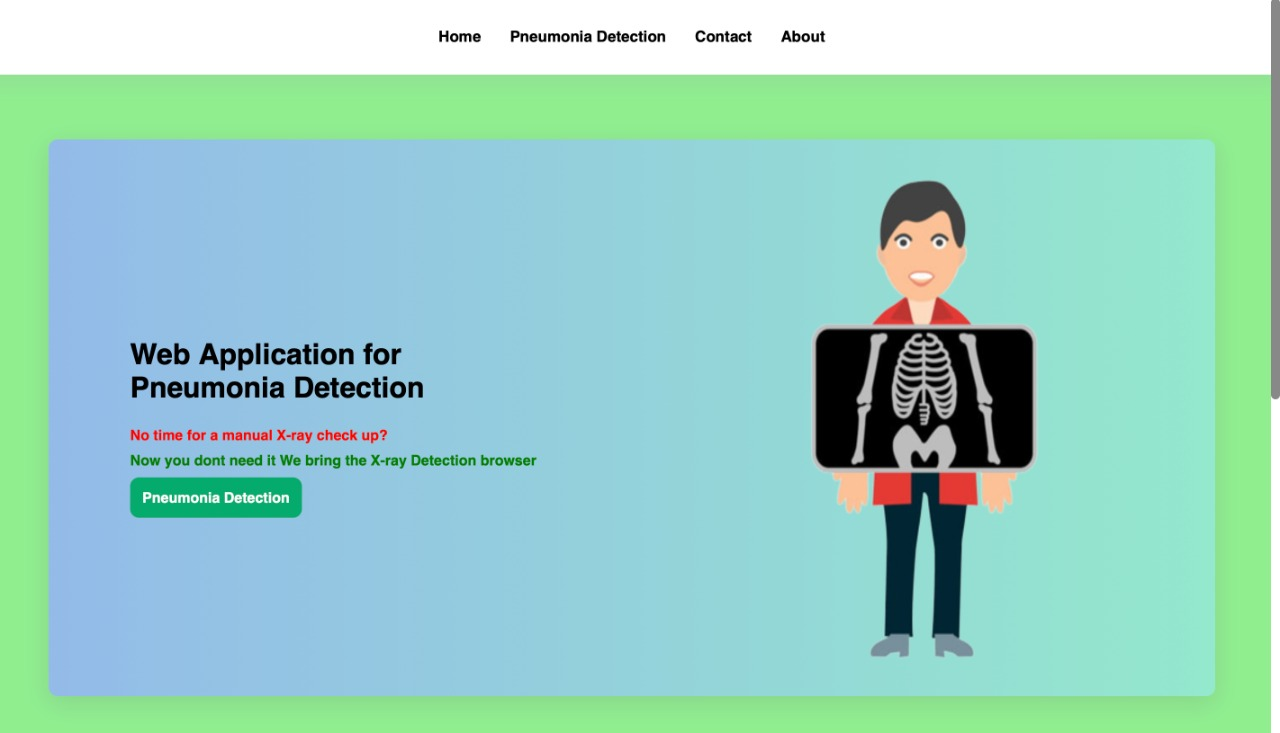 Home Pneumonia Detection Contact About
Web Application for
Pneumonia Detection
No time for a manual X-ray check up?
Now you dont need it We bring the X-ray Detection browser
Pneumonia Detection